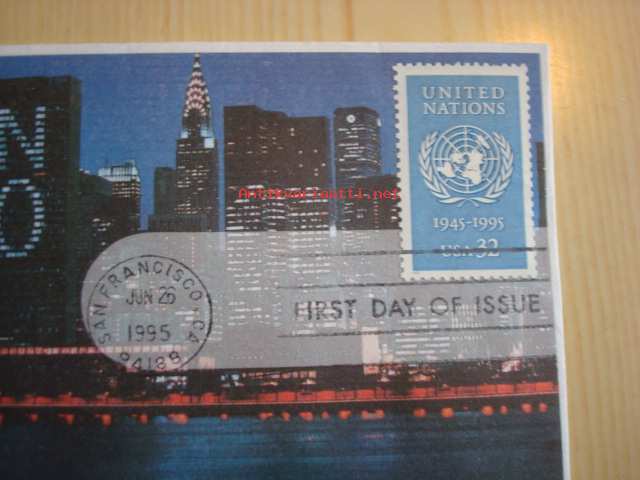 UNITED
NATIONS
1945-1995
USA 32
N
O
Antikvariaatti.net
SAN FRANCISCO, CA
JUN 26
1995
94188
FIRST DAY OF ISSUE